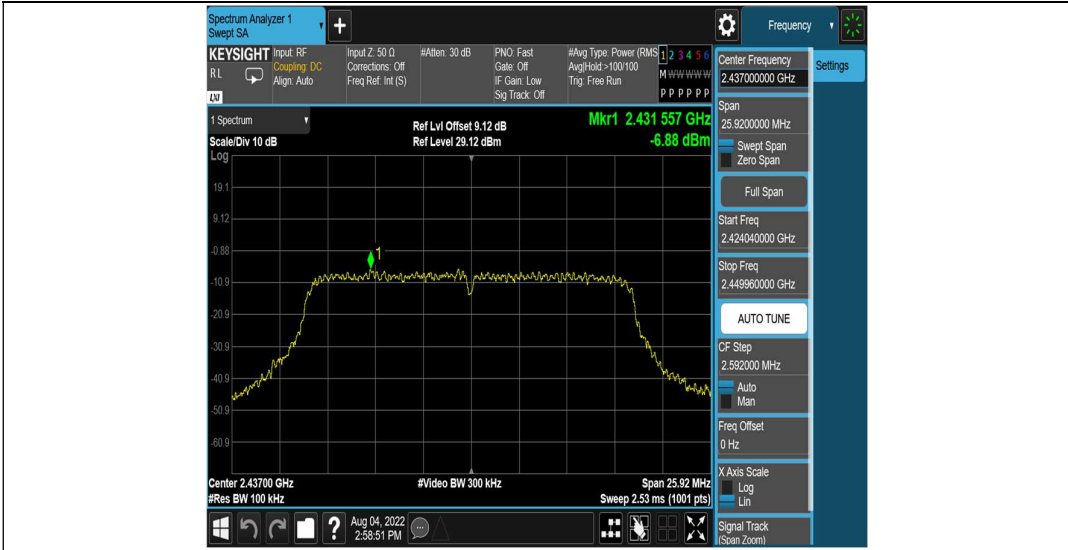 Spectrum Analyzer 1
Swept SA
+
Frequency
KEYSIGHT
R L
LXI
Input: RF
Coupling: DC
Align: Auto
Input Z: 50 Ω
Corrections: Off
Freq Ref: Int (S)
#Atten: 30 dB
PNO: Fast
Gate: Off
IF Gain: Low
Sig Track: Off
#Avg Type: Power (RMS
Avg|Hold:>100/100
Trig: Free Run
1 2 3 4 5 6
M W W W W W
P P P P P P
1 Spectrum
Scale/Div 10 dB
Ref Lvl Offset 9.12 dB
Ref Level 29.12 dBm
Mkr1 2.431 557 GHz
-6.88 dBm
Log
19.1
9.12
-0.88
-10.9
-20.9
-30.9
-40.9
-50.9
-60.9
1
Center 2.43700 GHz
#Res BW 100 kHz
#Video BW 300 kHz
Span 25.92 MHz
Sweep 2.53 ms (1001 pts)
Center Frequency
2.437000000 GHz
Settings
Span
25.9200000 MHz
Swept Span
Zero Span
Full Span
Start Freq
2.424040000 GHz
Stop Freq
2.449960000 GHz
AUTO TUNE
CF Step
2.592000 MHz
Auto
Man
Freq Offset
0 Hz
X Axis Scale
Log
Lin
Signal Track
(Span Zoom)
?
Aug 04, 2022
2:58:51 PM